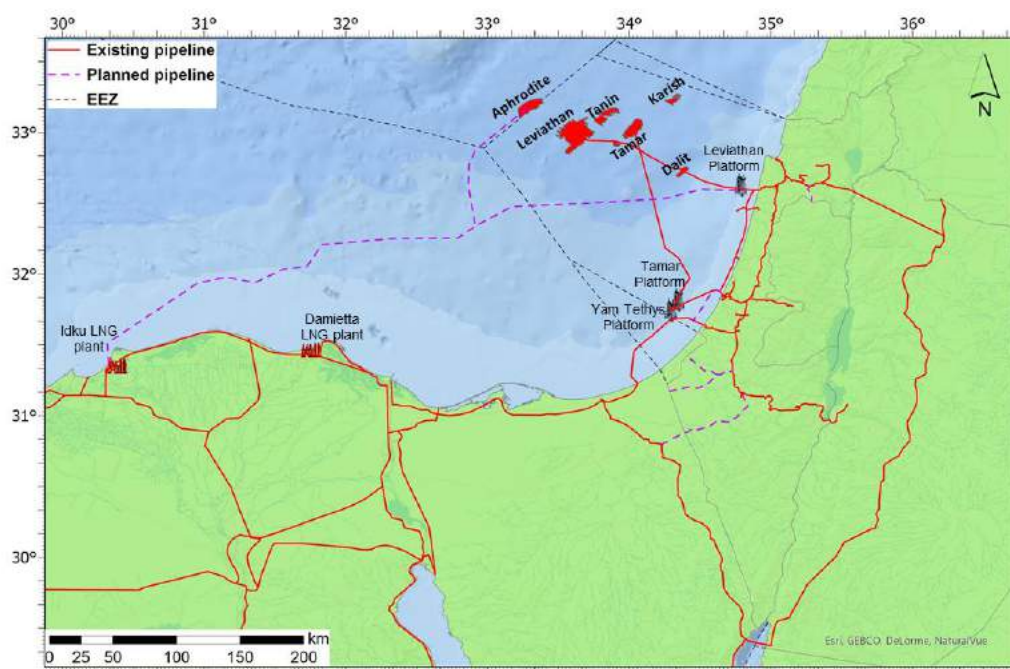 30° 31° 32° 33° 34° 35° 36°
Existing pipeline
Planned pipeline
EEZ
N
Aphrodite
Leviathan
Tanin
Karish
Tamar
Dalit
Leviathan
Platform
33°
32°
Tamar
Platform
Yam Tethys
Platform
Idku LNG
plant
Damietta
LNG plant
31°
30°
km
0 25 50 100 150 200
Esri, GEBCO, DeLorme, NaturalVue